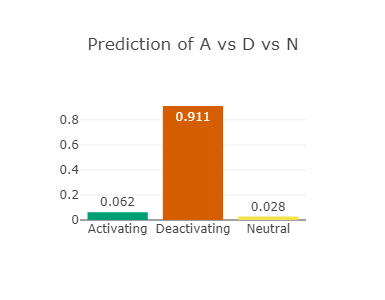 Prediction of A vs D vs N
0.8
0.6
0.4
0.2
0
0.062
0.911
0.028
Activating
Deactivating
Neutral